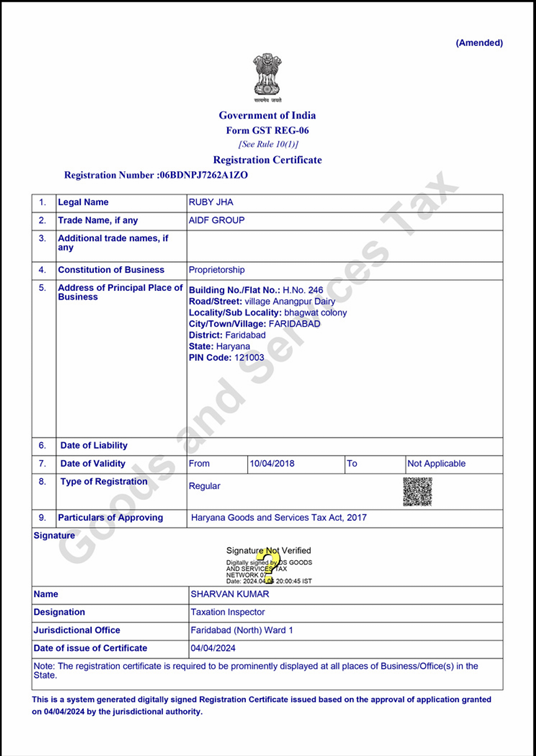 (Amended)
सत्यमेव जयते
Government of India
Form GST REG-06
[See Rule 10(1)]
Registration Certificate
Registration Number :06BDNPJ7262A1ZO
1. Legal Name RUBY JHA
2. Trade Name, if any AIDF GROUP
3. Additional trade names, if
any
4. Constitution of Business Proprietorship
5. Address of Principal Place of
Business
Building No./Flat No.: H.No. 246
Road/Street: village Anangpur Dairy
Locality/Sub Locality: bhagwat colony
City/Town/Village: FARIDABAD
District: Faridabad
State: Haryana
PIN Code: 121003
6. Date of Liability
7. Date of Validity From 10/04/2018 To Not Applicable
8. Type of Registration Regular
9. Particulars of Approving Haryana Goods and Services Tax Act, 2017
Signature
Signature Not Verified
Digitally signed by DS GOODS
AND SERVICES TAX
NETWORK
Date: 20:00:45 IST
Name SHARVAN KUMAR
Designation Taxation Inspector
Jurisdictional Office Faridabad (North) Ward 1
Date of issue of Certificate 04/04/2024
Note: The registration certificate is required to be prominently displayed at all places of Business/Office(s) in the
State.
This is a system generated digitally signed Registration Certificate issued based on the approval of application granted
on 04/04/2024 by the jurisdictional authority.
Goods and Services Tax